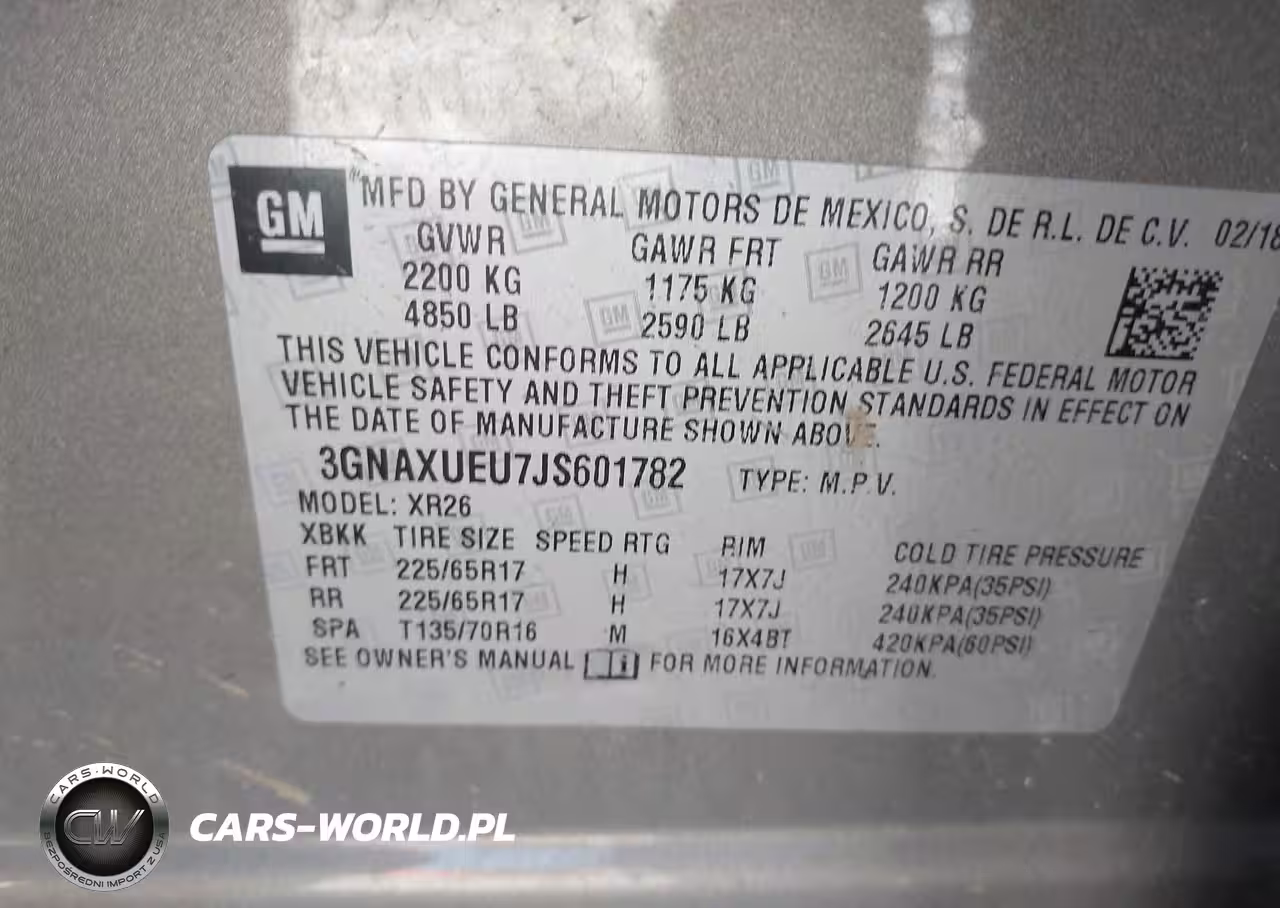 GM
MFD BY GENERAL MOTORS DE MEXICO, S. DE R.L. DE C.V. 02/18
GVWR GAWR FRT GAWR RR
2200 KG 1175 KG 1200 KG
4850 LB 2590 LB 2645 LB
THIS VEHICLE CONFORMS TO ALL APPLICABLE U.S. FEDERAL MOTOR
VEHICLE SAFETY AND THEFT PREVENTION STANDARDS IN EFFECT ON
THE DATE OF MANUFACTURE SHOWN ABOVE.
3GNAXUEU7JS601782 TYPE: M.P.V.
MODEL: XR26
XBKK TIRE SIZE SPEED RTG RIM COLD TIRE PRESSURE
FRT 225/65R17 H 17X7J 240KPA(35PSI)
RR 225/65R17 H 17X7J 240KPA(35PSI)
SPA T135/70R16 M 16X4BT 420KPA(60PSI)
SEE OWNER'S MANUAL FOR MORE INFORMATION.
CARS-WORLD
CW
BEZPOŚREDNI IMPORT Z USA
CARS-WORLD.PL